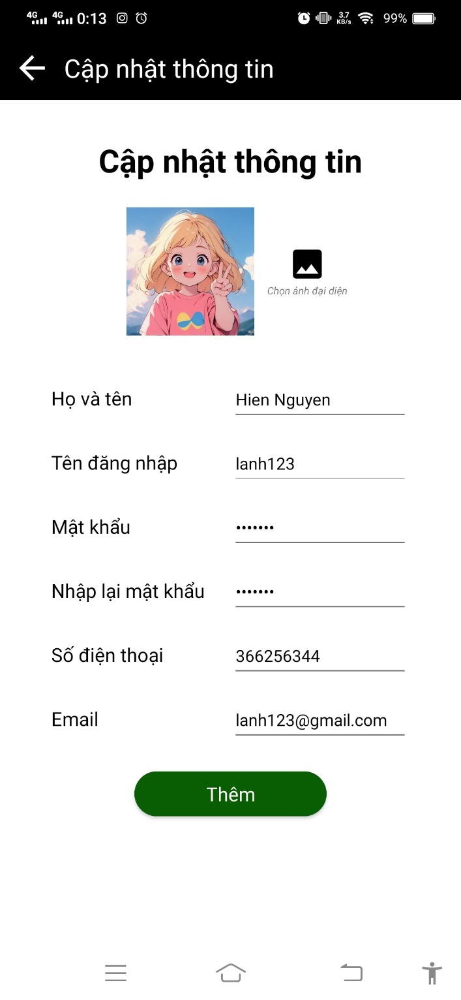 4G 4G 0:13 3,7 KB/s 99%
Cập nhật thông tin
Cập nhật thông tin
Chọn ảnh đại diện
Họ và tên Hien Nguyen
Tên đăng nhập lanh123
Mật khẩu •••••••
Nhập lại mật khẩu •••••••
Số điện thoại 366256344
Email lanh123@gmail.com
Thêm